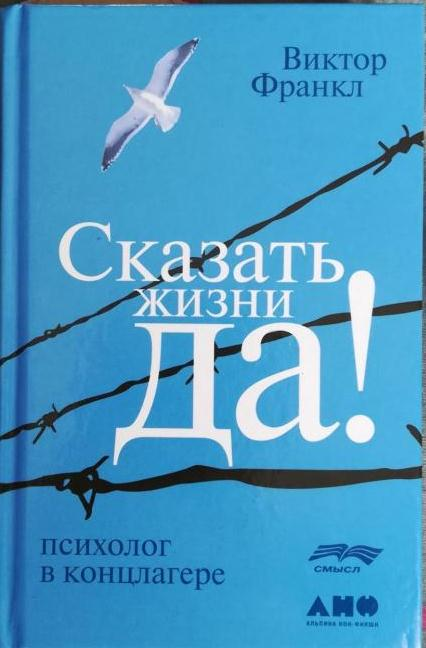 Виктор
Франкл
Сказать
жизни
Да!
психолог
в концлагере
СМЫСЛ
АНФ
АЛЬПИНА НОН-ФИКШН